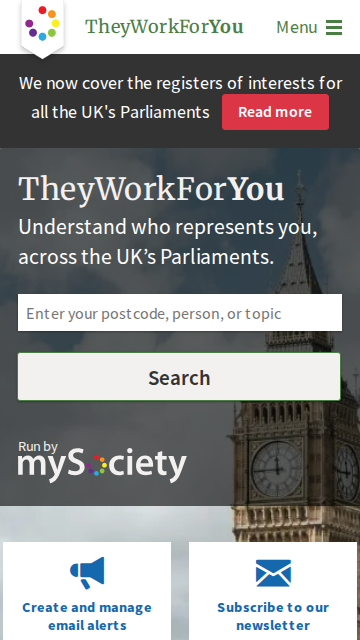 TheyWorkForYou
Menu
We now cover the registers of interests for
all the UK's Parliaments
Read more
TheyWorkForYou
Understand who represents you,
across the UK’s Parliaments.
Enter your postcode, person, or topic
Search
Run by
mySociety
Create and manage
email alerts
Subscribe to our
newsletter